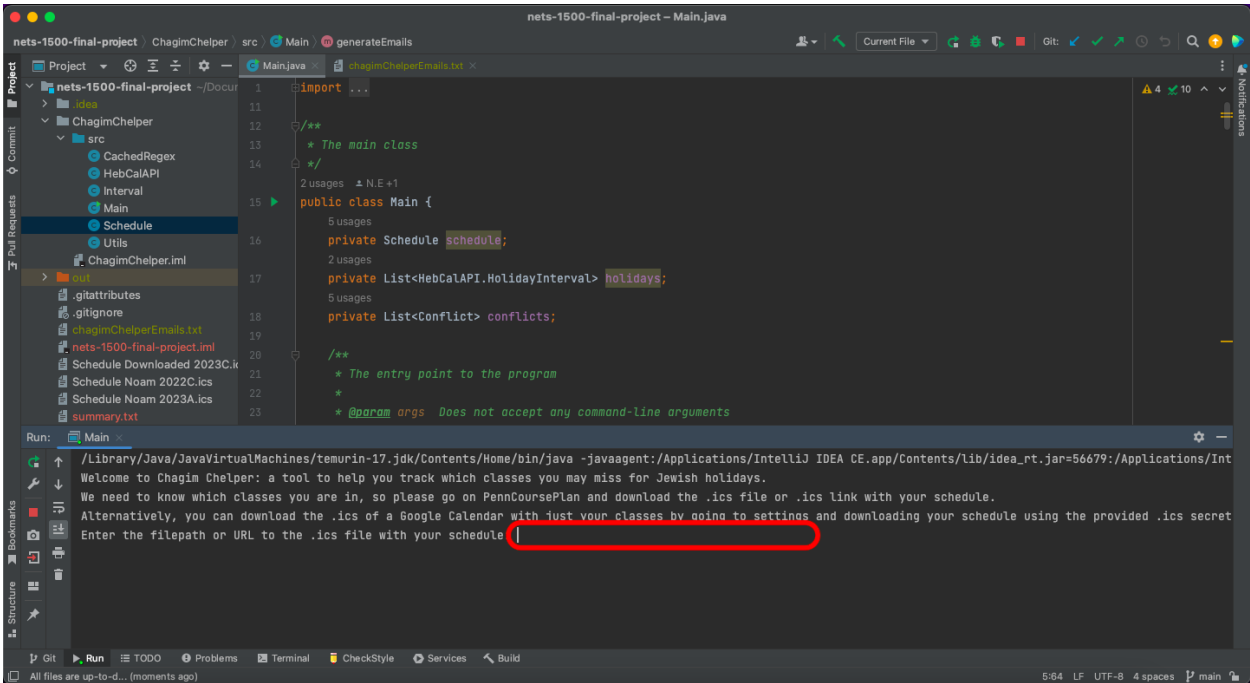 nets-1500-final-project – Main.java
nets-1500-final-project ChagimChelper src Main generateEmails
Current File
Git:
Project
Main.java
chagimChelperEmails.txt
Project
Commit
Pull Requests
Bookmarks
Structure
Notifications
nets-1500-final-project ~/Docur
.idea
ChagimChelper
src
CachedRegex
HebCalAPI
Interval
Main
Schedule
Utils
ChagimChelper.iml
out
.gitattributes
.gitignore
chagimChelperEmails.txt
nets-1500-final-project.iml
Schedule Downloaded 2023C.ic
Schedule Noam 2022C.ics
Schedule Noam 2023A.ics
summary.txt
4 10
1 import ...
11
12 /**
13 * The main class
14 */
2 usages N.E +1
15 public class Main {
5 usages
16 private Schedule schedule;
2 usages
17 private List<HebCalAPI.HolidayInterval> holidays;
5 usages
18 private List<Conflict> conflicts;
19
20 /**
21 * The entry point to the program
22 *
23 * @param args Does not accept any command-line arguments
Run: Main
/Library/Java/JavaVirtualMachines/temurin-17.jdk/Contents/Home/bin/java -javaagent:/Applications/IntelliJ IDEA CE.app/Contents/lib/idea_rt.jar=56679:/Applications/Int
Welcome to Chagim Chelper: a tool to help you track which classes you may miss for Jewish holidays.
We need to know which classes you are in, so please go on PennCoursePlan and download the .ics file or .ics link with your schedule.
Alternatively, you can download the .ics of a Google Calendar with just your classes by going to settings and downloading your schedule using the provided .ics secret
Enter the filepath or URL to the .ics file with your schedule
Git Run TODO Problems Terminal CheckStyle Services Build
All files are up-to-d... (moments ago)
5:64 LF UTF-8 4 spaces main